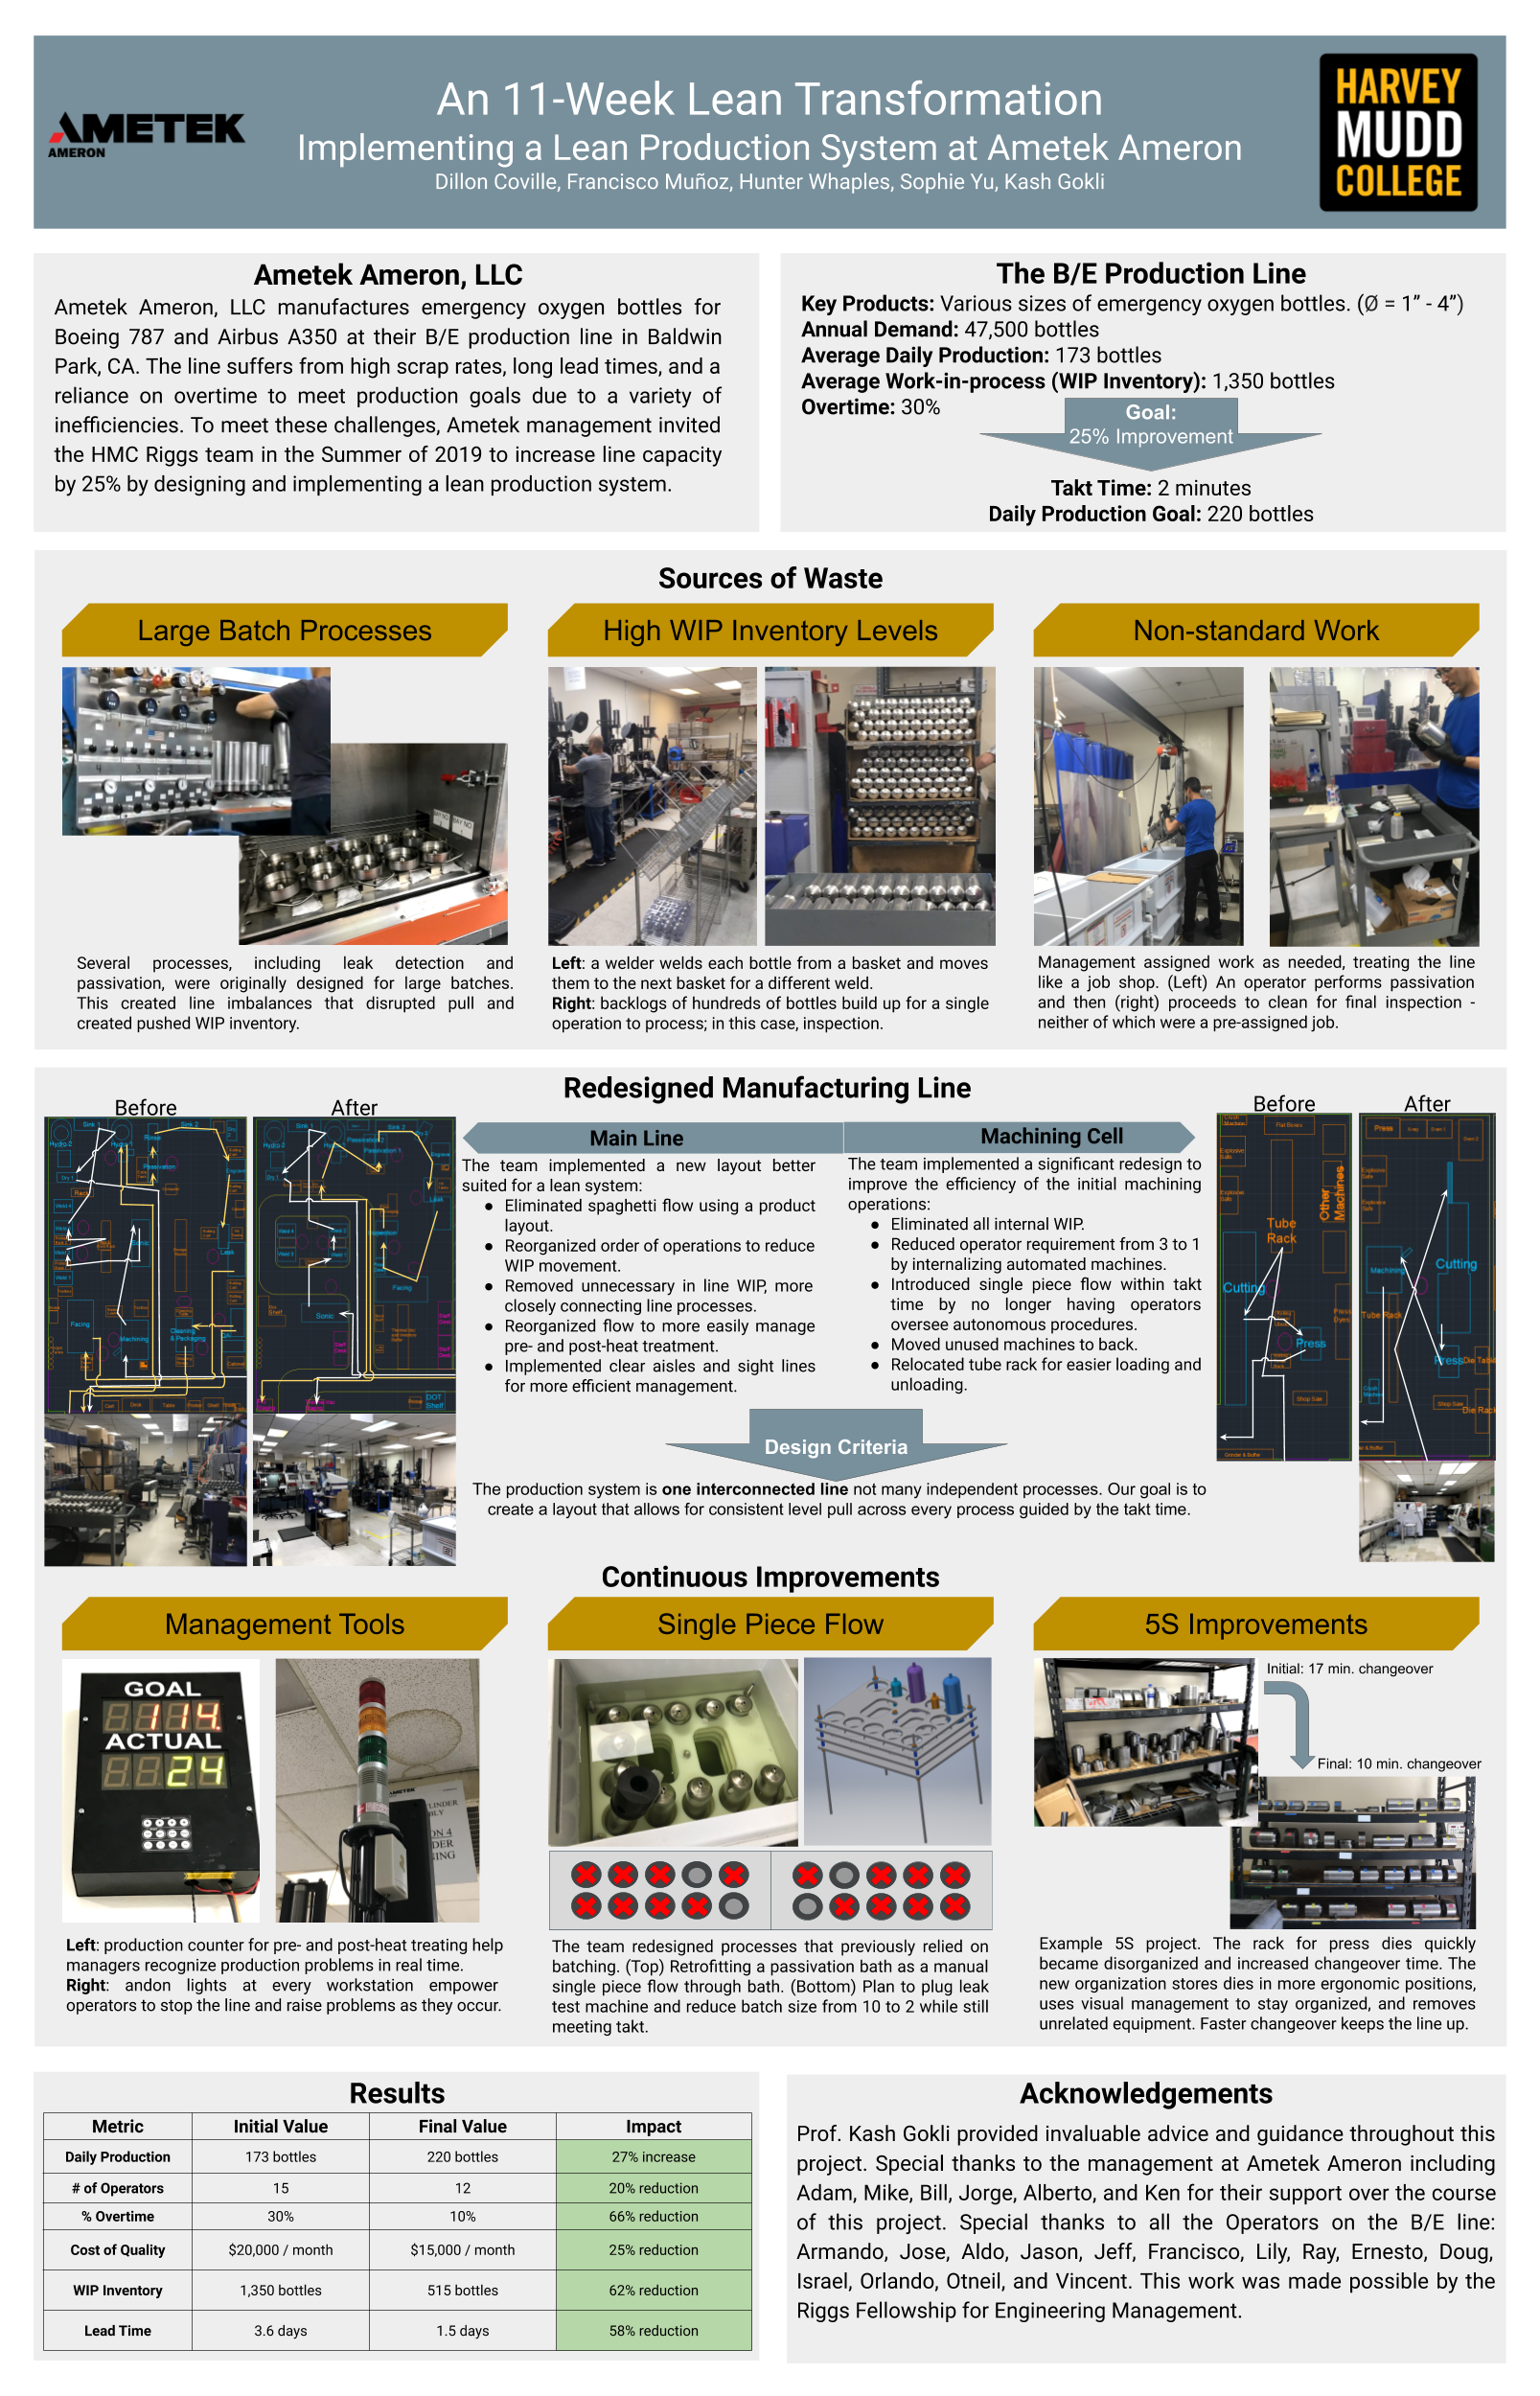 AMETEK
AMERON
An 11-Week Lean Transformation
Implementing a Lean Production System at Ametek Ameron
Dillon Coville, Francisco Muñoz, Hunter Whaples, Sophie Yu, Kash Gokli
HARVEY
MUDD
COLLEGE
Ametek Ameron, LLC
Ametek Ameron, LLC manufactures emergency oxygen bottles for
Boeing 787 and Airbus A350 at their B/E production line in Baldwin
Park, CA. The line suffers from high scrap rates, long lead times, and a
reliance on overtime to meet production goals due to a variety of
inefficiencies. To meet these challenges, Ametek management invited
the HMC Riggs team in the Summer of 2019 to increase line capacity
by 25% by designing and implementing a lean production system.
The B/E Production Line
Key Products: Various sizes of emergency oxygen bottles. (Ø = 1” - 4”)
Annual Demand: 47,500 bottles
Average Daily Production: 173 bottles
Average Work-in-process (WIP Inventory): 1,350 bottles
Overtime: 30%
Goal:
25% Improvement
Takt Time: 2 minutes
Daily Production Goal: 220 bottles
Sources of Waste
Large Batch Processes
Several processes, including leak detection and
passivation, were originally designed for large batches.
This created line imbalances that disrupted pull and
created pushed WIP inventory.
High WIP Inventory Levels
Left: a welder welds each bottle from a basket and moves
them to the next basket for a different weld.
Right: backlogs of hundreds of bottles build up for a single
operation to process; in this case, inspection.
Non-standard Work
Management assigned work as needed, treating the line
like a job shop. (Left) An operator performs passivation
and then (right) proceeds to clean for final inspection -
neither of which were a pre-assigned job.
Redesigned Manufacturing Line
Before
After
Sink 1
Sink 2
Hydro 2
Rinse
Passivation
Rack
Sonic
Leak
Facing
Machining
Cleaning
& Packaging
Sink 1
Passivation 1
Facing
Sonic
DOT
Shelf
Main Line
The team implemented a new layout better
suited for a lean system:
● Eliminated spaghetti flow using a product
layout.
● Reorganized order of operations to reduce
WIP movement.
● Removed unnecessary in line WIP, more
closely connecting line processes.
● Reorganized flow to more easily manage
pre- and post-heat treatment.
● Implemented clear aisles and sight lines
for more efficient management.
Machining Cell
The team implemented a significant redesign to
improve the efficiency of the initial machining
operations:
● Eliminated all internal WIP.
● Reduced operator requirement from 3 to 1
by internalizing automated machines.
● Introduced single piece flow within takt
time by no longer having operators
oversee autonomous procedures.
● Moved unused machines to back.
● Relocated tube rack for easier loading and
unloading.
Before
After
Other
Machines
Tube
Rack
Cutting
Press
Shop Saw
Press
Cutting
Machining
Tube Rack
Press
Die Table
Shop Saw
Die Rack
Design Criteria
The production system is one interconnected line not many independent processes. Our goal is to
create a layout that allows for consistent level pull across every process guided by the takt time.
Continuous Improvements
Management Tools
GOAL
114.
ACTUAL
24
AMETEK
Left: production counter for pre- and post-heat treating help
managers recognize production problems in real time.
Right: andon lights at every workstation empower
operators to stop the line and raise problems as they occur.
Single Piece Flow
The team redesigned processes that previously relied on
batching. (Top) Retrofitting a passivation bath as a manual
single piece flow through bath. (Bottom) Plan to plug leak
test machine and reduce batch size from 10 to 2 while still
meeting takt.
5S Improvements
Initial: 17 min. changeover
Final: 10 min. changeover
Example 5S project. The rack for press dies quickly
became disorganized and increased changeover time. The
new organization stores dies in more ergonomic positions,
uses visual management to stay organized, and removes
unrelated equipment. Faster changeover keeps the line up.
Results
Metric Initial Value Final Value Impact
Daily Production 173 bottles 220 bottles 27% increase
# of Operators 15 12 20% reduction
% Overtime 30% 10% 66% reduction
Cost of Quality $20,000 / month $15,000 / month 25% reduction
WIP Inventory 1,350 bottles 515 bottles 62% reduction
Lead Time 3.6 days 1.5 days 58% reduction
Acknowledgements
Prof. Kash Gokli provided invaluable advice and guidance throughout this
project. Special thanks to the management at Ametek Ameron including
Adam, Mike, Bill, Jorge, Alberto, and Ken for their support over the course
of this project. Special thanks to all the Operators on the B/E line:
Armando, Jose, Aldo, Jason, Jeff, Francisco, Lily, Ray, Ernesto, Doug,
Israel, Orlando, Otneil, and Vincent. This work was made possible by the
Riggs Fellowship for Engineering Management.